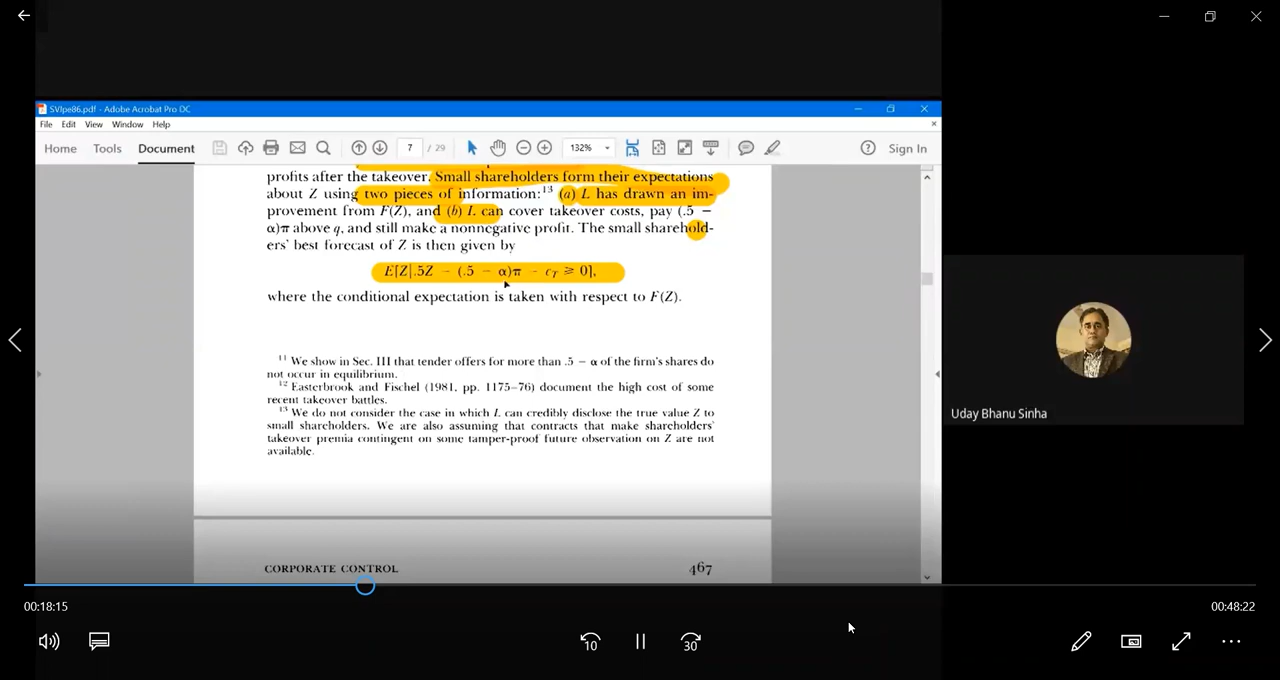 SVJpe86.pdf - Adobe Acrobat Pro DC
File Edit View Window Help
Home Tools Document 7 / 29 132% Sign In
profits after the takeover. Small shareholders form their expectations
about Z using two pieces of information:¹³ (a) L has drawn an im-
provement from F(Z), and (b) L can cover takeover costs, pay (.5 −
α)π above q, and still make a nonnegative profit. The small sharehold-
ers' best forecast of Z is then given by
E[Z|.5Z − (.5 − α)π − c_T ≥ 0],
where the conditional expectation is taken with respect to F(Z).
¹¹ We show in Sec. III that tender offers for more than .5 − α of the firm's shares do
not occur in equilibrium.
¹² Easterbrook and Fischel (1981, pp. 1175–76) document the high cost of some
recent takeover battles.
¹³ We do not consider the case in which L can credibly disclose the true value Z to
small shareholders. We are also assuming that contracts that make shareholders'
takeover premia contingent on some tamper-proof future observation on Z are not
available.
CORPORATE CONTROL 467
Uday Bhanu Sinha
00:18:15 00:48:22
10 30